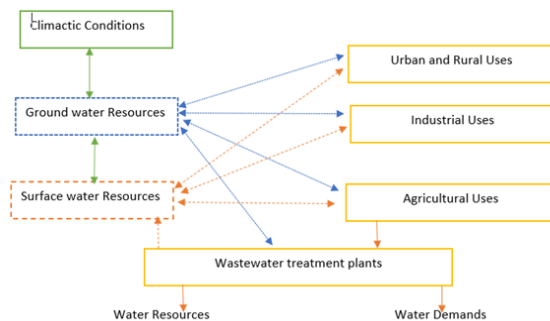 Climactic Conditions
Urban and Rural Uses
Ground water Resources
Industrial Uses
Surface water Resources
Agricultural Uses
Wastewater treatment plants
Water Resources
Water Demands